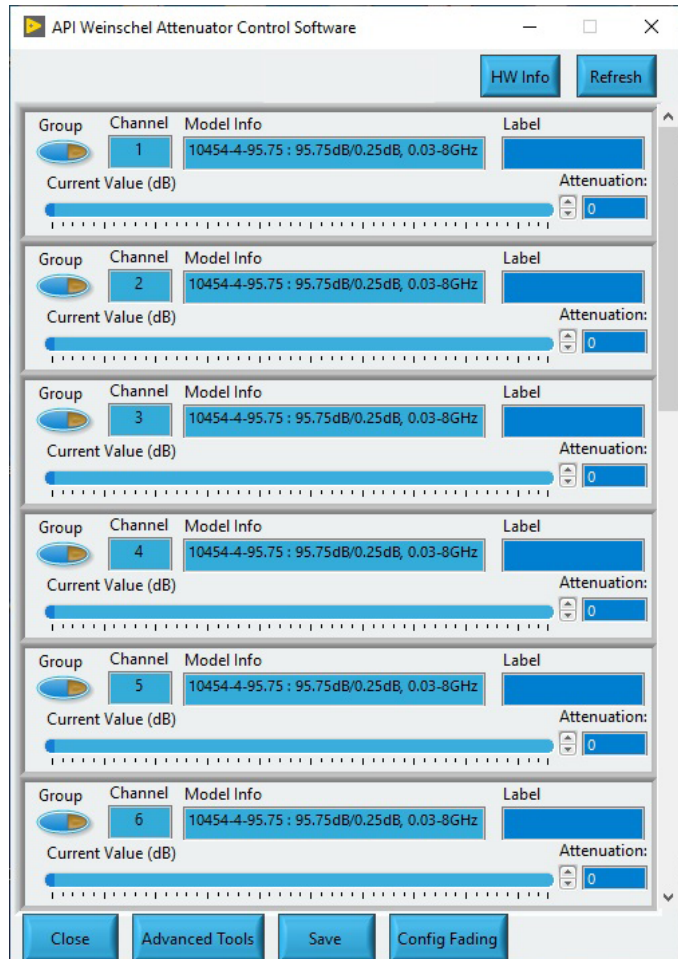 API Weinschel Attenuator Control Software
HW Info Refresh
Group Channel Model Info Label
1 10454-4-95.75 : 95.75dB/0.25dB, 0.03-8GHz
Current Value (dB) Attenuation:
0
Group Channel Model Info Label
2 10454-4-95.75 : 95.75dB/0.25dB, 0.03-8GHz
Current Value (dB) Attenuation:
0
Group Channel Model Info Label
3 10454-4-95.75 : 95.75dB/0.25dB, 0.03-8GHz
Current Value (dB) Attenuation:
0
Group Channel Model Info Label
4 10454-4-95.75 : 95.75dB/0.25dB, 0.03-8GHz
Current Value (dB) Attenuation:
0
Group Channel Model Info Label
5 10454-4-95.75 : 95.75dB/0.25dB, 0.03-8GHz
Current Value (dB) Attenuation:
0
Group Channel Model Info Label
6 10454-4-95.75 : 95.75dB/0.25dB, 0.03-8GHz
Current Value (dB) Attenuation:
0
Close Advanced Tools Save Config Fading